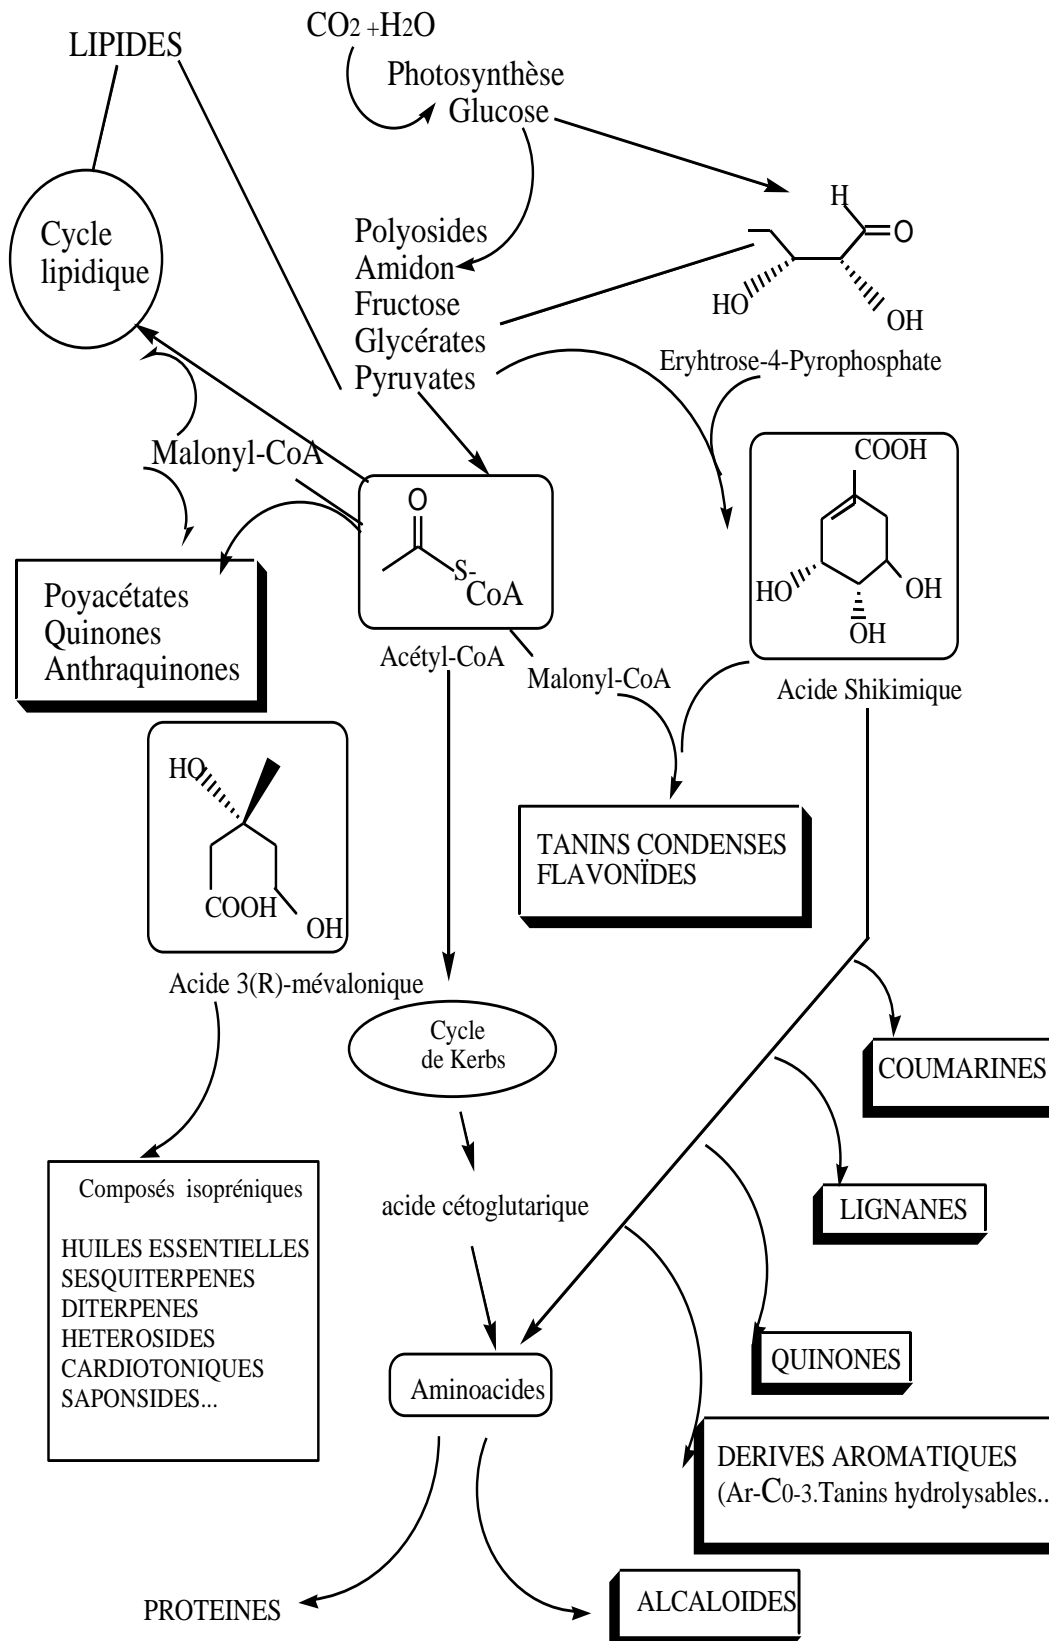 CO2 +H2O
LIPIDES
Photosynthèse
Glucose
Cycle
lipidique
Polyosides
Amidon
Fructose
Glycérates
Pyruvates
H
O
HO
OH
Eryhtrose-4-Pyrophosphate
Malonyl-CoA
O
S-
CoA
Acétyl-CoA
COOH
HO
OH
OH
Acide Shikimique
Poyacétates
Quinones
Anthraquinones
Malonyl-CoA
HO
COOH
OH
Acide 3(R)-mévalonique
TANINS CONDENSES
FLAVONÏDES
Cycle
de Kerbs
COUMARINES
acide cétoglutarique
LIGNANES
Composés isopréniques
HUILES ESSENTIELLES
SESQUITERPENES
DITERPENES
HETEROSIDES
CARDIOTONIQUES
SAPONSIDES...
QUINONES
Aminoacides
DERIVES AROMATIQUES
(Ar-C0-3.Tanins hydrolysables..
PROTEINES
ALCALOIDES